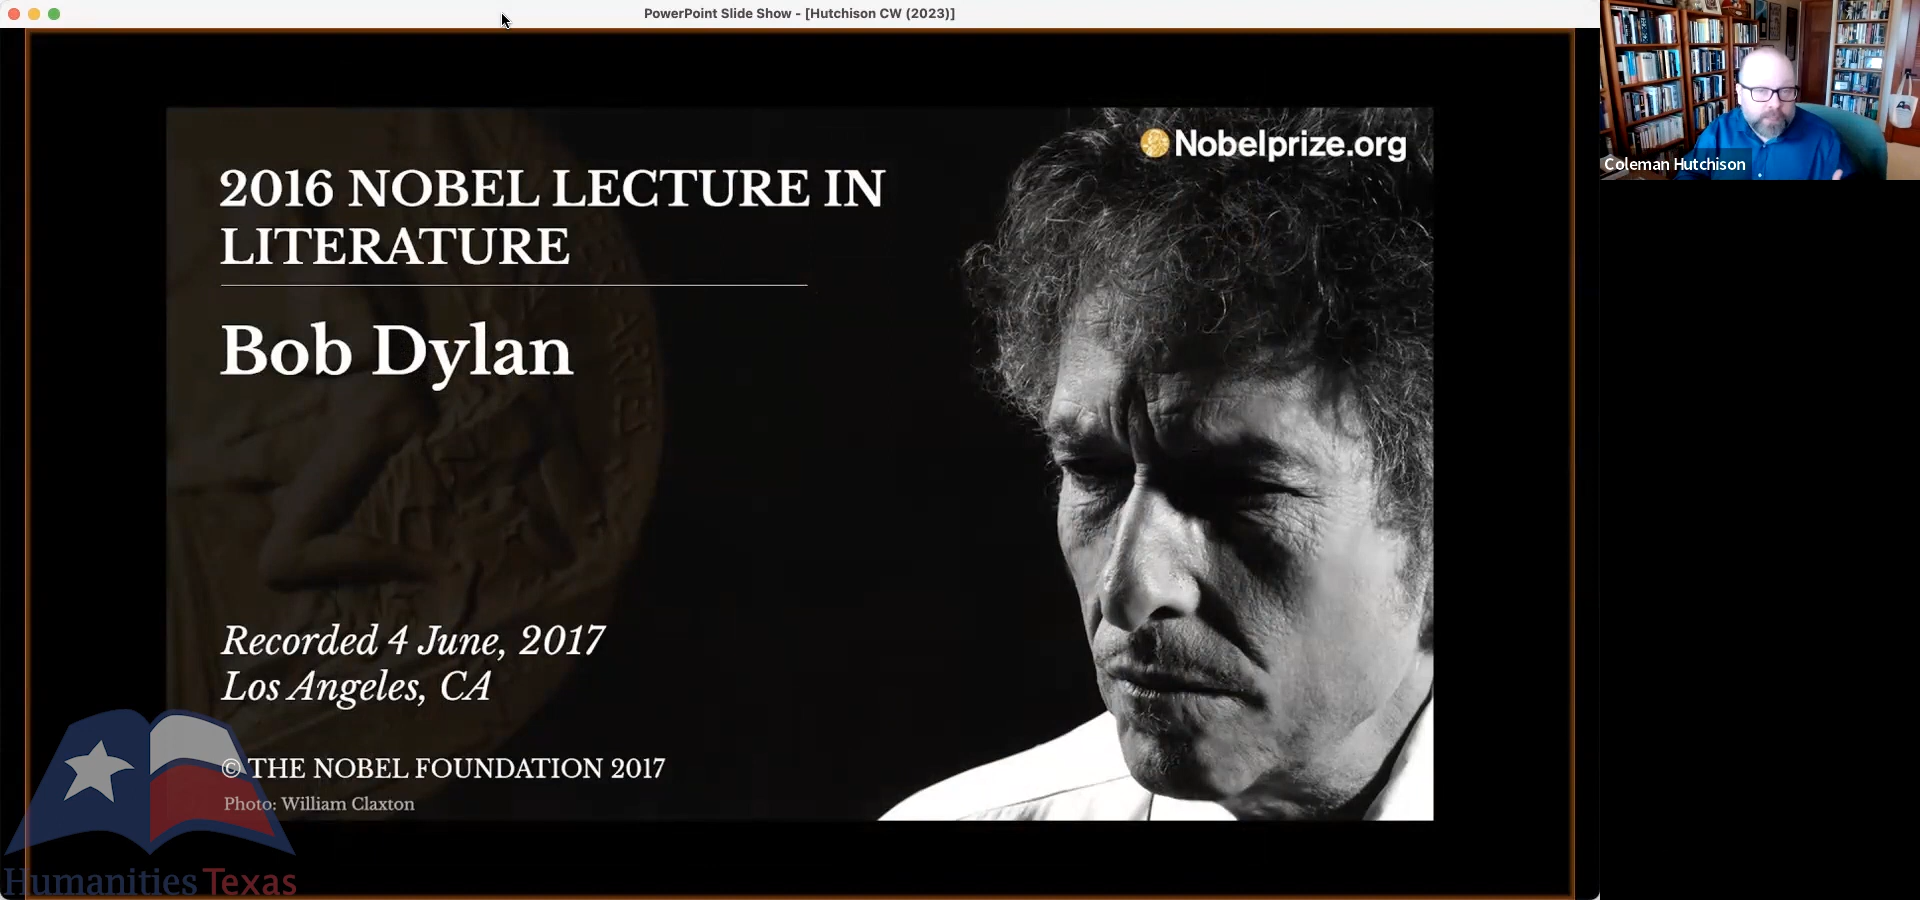 PowerPoint Slide Show - [Hutchison CW (2023)]
Nobelprize.org
2016 NOBEL LECTURE IN
LITERATURE
Bob Dylan
Recorded 4 June, 2017
Los Angeles, CA
© THE NOBEL FOUNDATION 2017
Photo: William Claxton
Humanities Texas
Coleman Hutchison